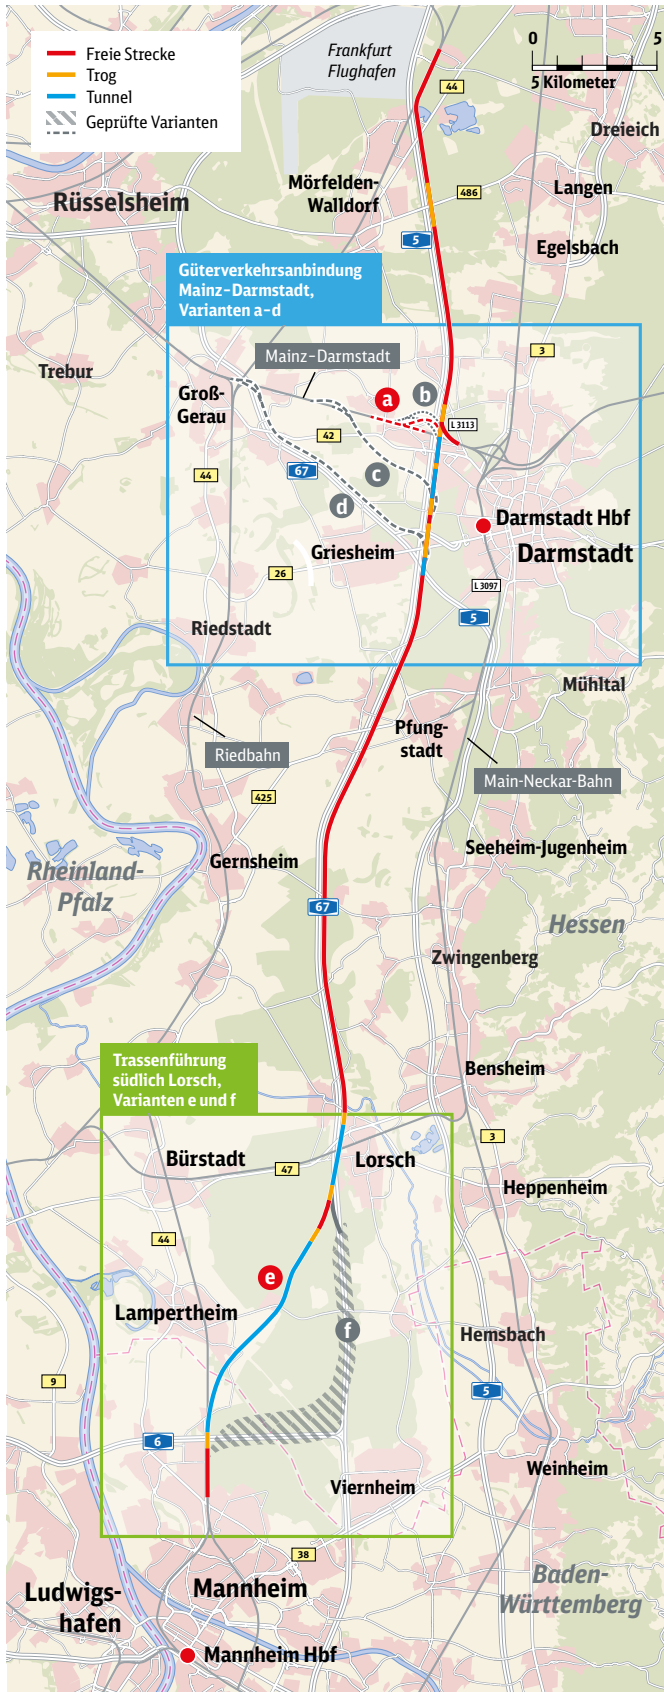 Freie Strecke
Trog
Tunnel
Geprüfte Varianten
Frankfurt
Flughafen
0
5
5 Kilometer
44
Dreieich
Mörfelden-
Walldorf
486
Langen
Rüsselsheim
5
Egelsbach
Güterverkehrsanbindung
Mainz-Darmstadt,
Varianten a-d
3
Mainz-Darmstadt
Trebur
Groß-
Gerau
a
b
L 3113
42
44
67
c
d
Darmstadt Hbf
Darmstadt
Griesheim
26
L 3097
5
Riedstadt
Mühltal
Pfung-
stadt
Riedbahn
Main-Neckar-Bahn
425
Gernsheim
Seeheim-Jugenheim
Rheinland-
Pfalz
67
Hessen
Zwingenberg
Trassenführung
südlich Lorsch,
Varianten e und f
Bensheim
3
Bürstadt
47
Lorsch
Heppenheim
44
e
Lampertheim
f
Hemsbach
9
5
6
Weinheim
Viernheim
38
Ludwigs-
hafen
Mannheim
Baden-
Württemberg
Mannheim Hbf